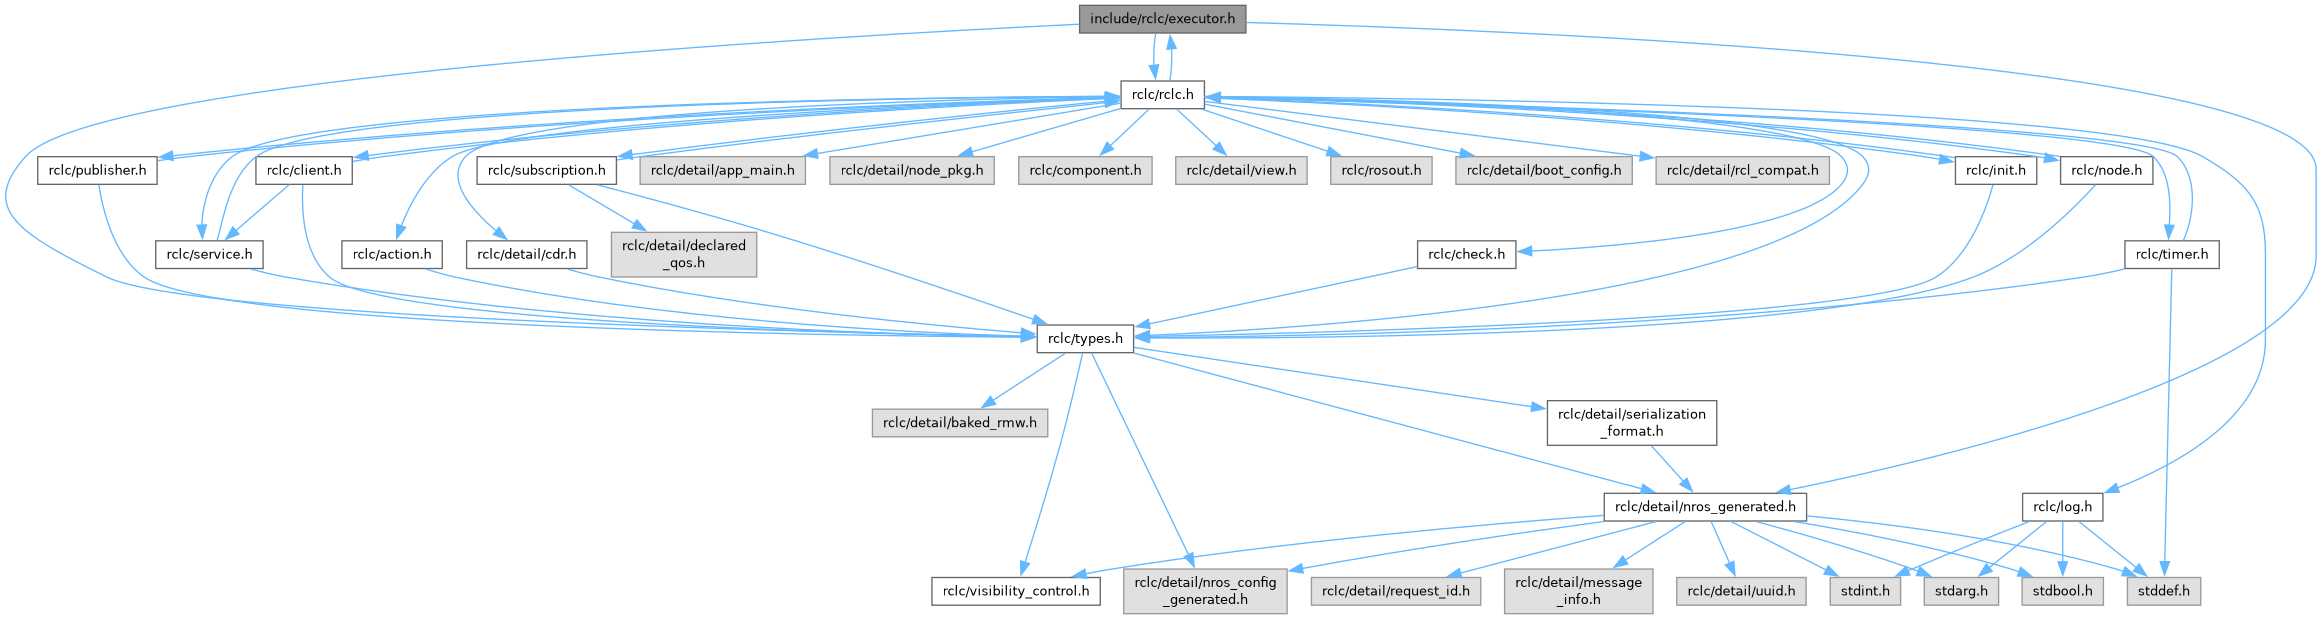 include/rclc/executor.h
rclc/rclc.h
rclc/publisher.h
rclc/client.h
rclc/subscription.h
rclc/detail/app_main.h
rclc/detail/node_pkg.h
rclc/component.h
rclc/detail/view.h
rclc/rosout.h
rclc/detail/boot_config.h
rclc/detail/rcl_compat.h
rclc/init.h
rclc/node.h
rclc/service.h
rclc/action.h
rclc/detail/cdr.h
rclc/detail/declared
_qos.h
rclc/check.h
rclc/timer.h
rclc/types.h
rclc/detail/baked_rmw.h
rclc/detail/serialization
_format.h
rclc/detail/nros_generated.h
rclc/log.h
rclc/visibility_control.h
rclc/detail/nros_config
_generated.h
rclc/detail/request_id.h
rclc/detail/message
_info.h
rclc/detail/uuid.h
stdint.h
stdarg.h
stdbool.h
stddef.h